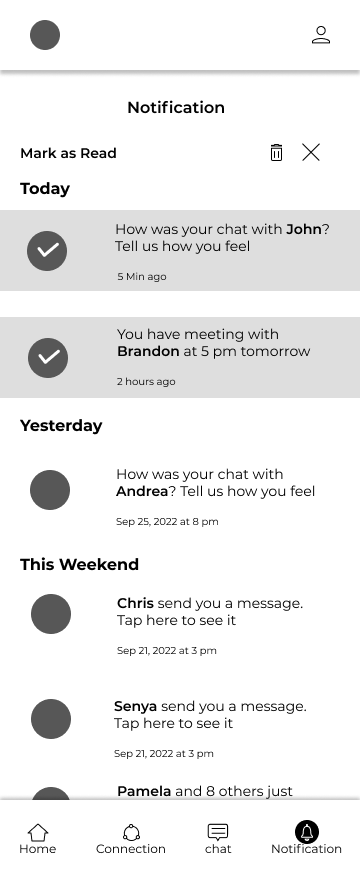 Notification
Mark as Read
Today
How was your chat with John?
Tell us how you feel
5 Min ago
You have meeting with
Brandon at 5 pm tomorrow
2 hours ago
Yesterday
How was your chat with
Andrea? Tell us how you feel
Sep 25, 2022 at 8 pm
This Weekend
Chris send you a message.
Tap here to see it
Sep 21, 2022 at 3 pm
Senya send you a message.
Tap here to see it
Sep 21, 2022 at 3 pm
Pamela and 8 others just
Home
Connection
chat
Notification